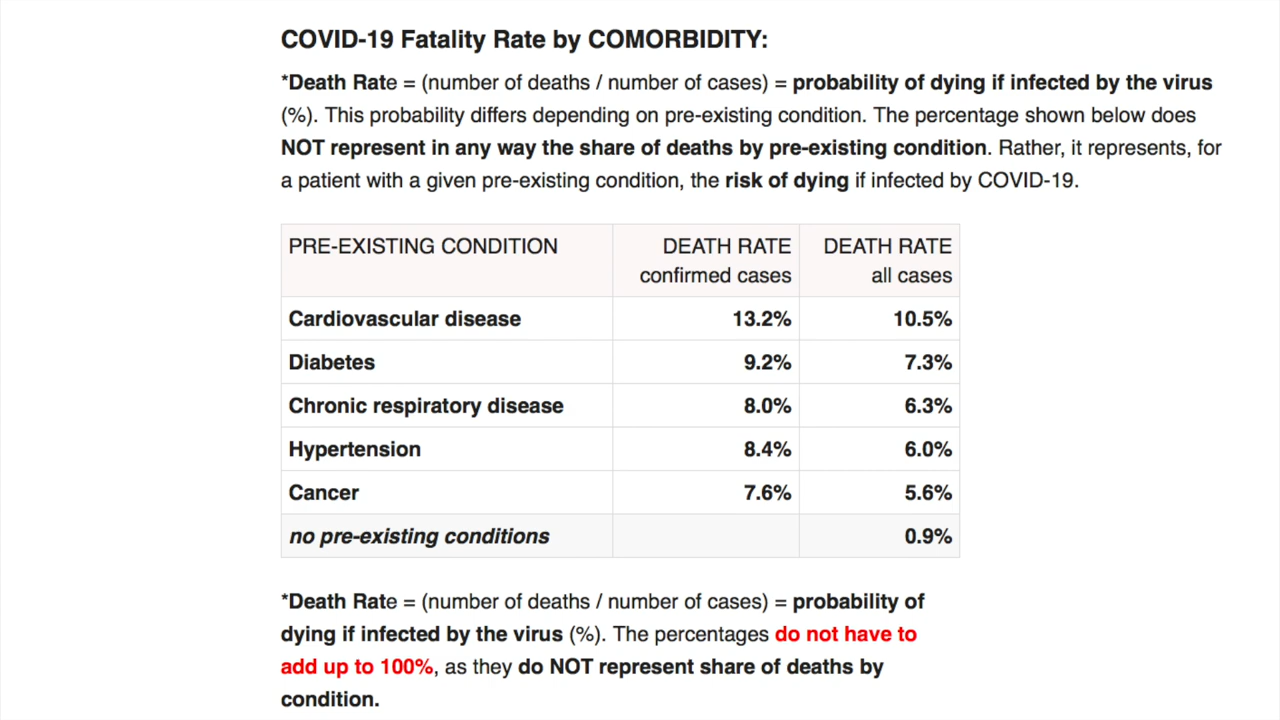 COVID-19 Fatality Rate by COMORBIDITY:
*Death Rate = (number of deaths / number of cases) = probability of dying if infected by the virus
(%). This probability differs depending on pre-existing condition. The percentage shown below does
NOT represent in any way the share of deaths by pre-existing condition. Rather, it represents, for
a patient with a given pre-existing condition, the risk of dying if infected by COVID-19.
PRE-EXISTING CONDITION DEATH RATE DEATH RATE
confirmed cases all cases
Cardiovascular disease 13.2% 10.5%
Diabetes 9.2% 7.3%
Chronic respiratory disease 8.0% 6.3%
Hypertension 8.4% 6.0%
Cancer 7.6% 5.6%
no pre-existing conditions 0.9%
*Death Rate = (number of deaths / number of cases) = probability of
dying if infected by the virus (%). The percentages do not have to
add up to 100%, as they do NOT represent share of deaths by
condition.